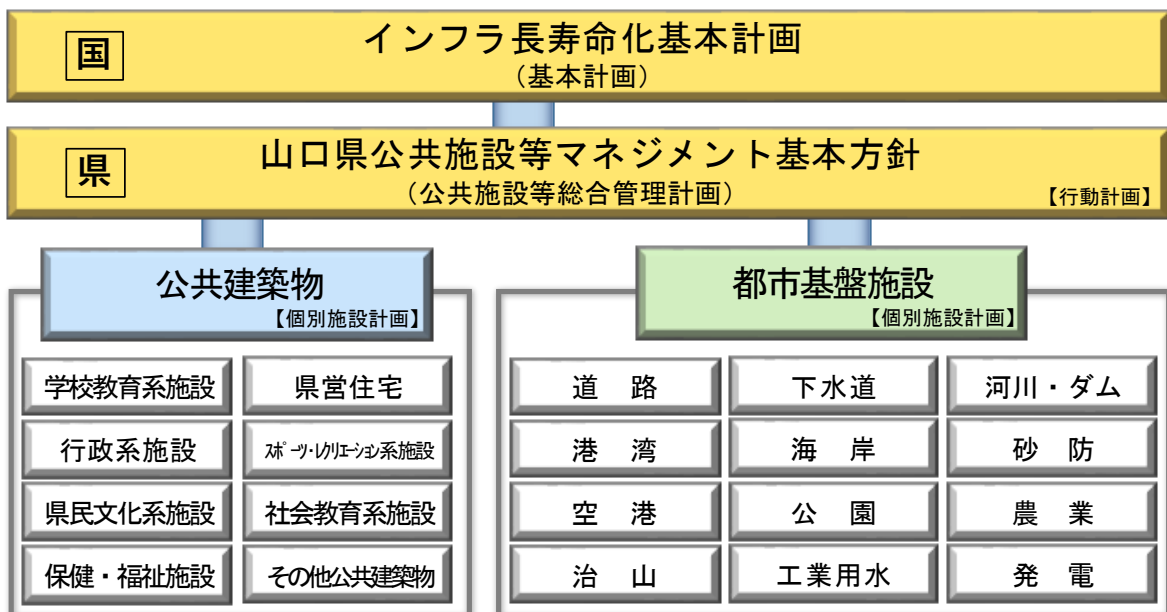 国
インフラ長寿命化基本計画
（基本計画）
県
山口県公共施設等マネジメント基本方針
（公共施設等総合管理計画）
【行動計画】
公共建築物
【個別施設計画】
学校教育系施設
県営住宅
行政系施設
ｽﾎﾟｰﾂ･ﾚｸﾘｴｰｼｮﾝ系施設
県民文化系施設
社会教育系施設
保健・福祉施設
その他公共建築物
都市基盤施設
【個別施設計画】
道　路
下水道
河川・ダム
港　湾
海　岸
砂　防
空　港
公　園
農　業
治　山
工業用水
発　電